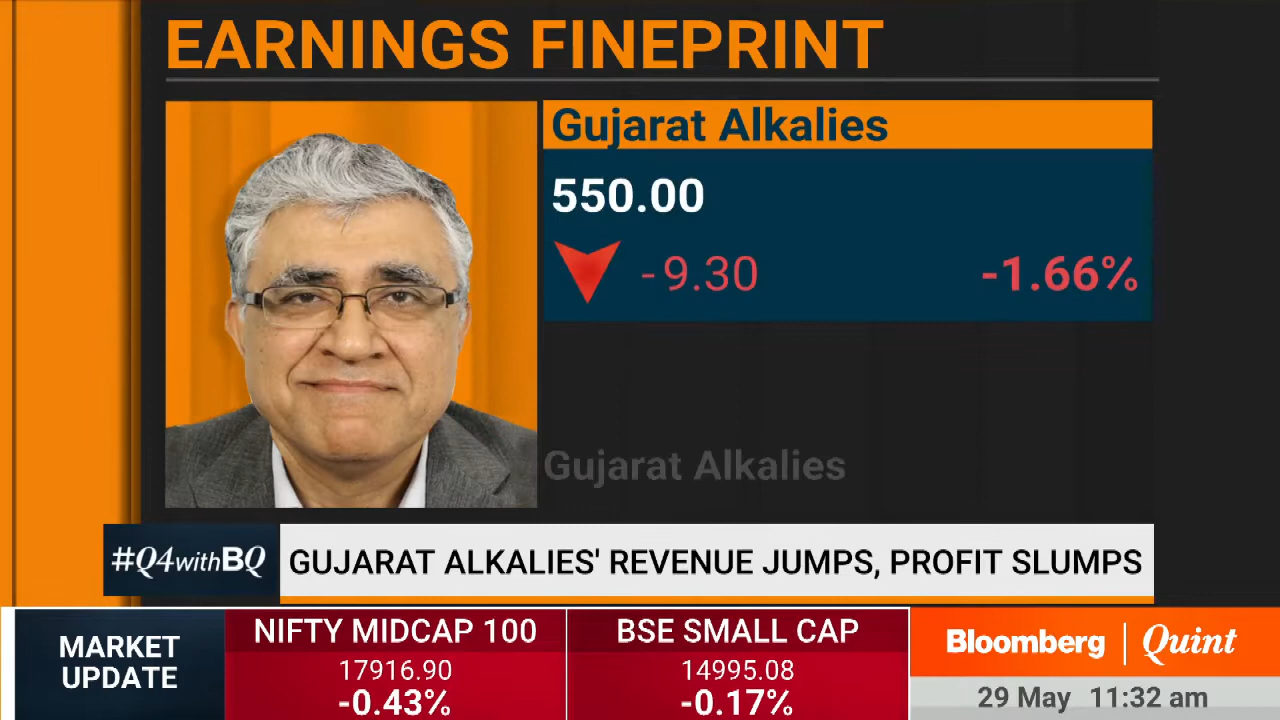 EARNINGS FINEPRINT
Gujarat Alkalies
550.00
-9.30 -1.66%
Gujarat Alkalies
#Q4withBQ GUJARAT ALKALIES' REVENUE JUMPS, PROFIT SLUMPS
MARKET UPDATE
NIFTY MIDCAP 100
17916.90
-0.43%
BSE SMALL CAP
14995.08
-0.17%
Bloomberg | Quint
29 May 11:32 am